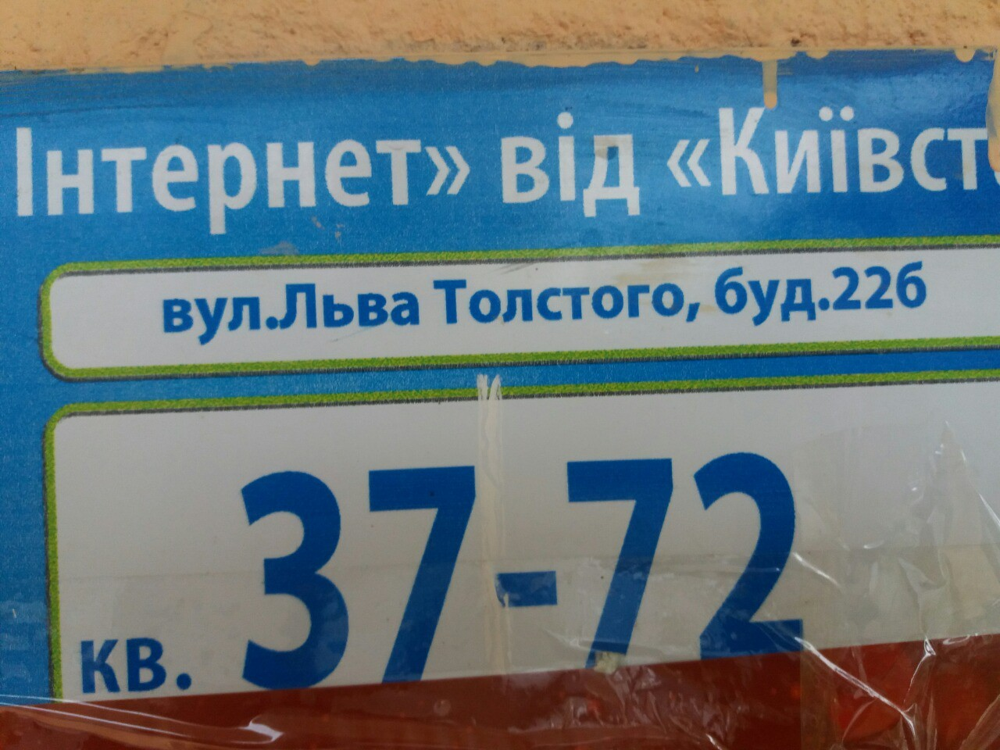 Інтернет» від «Київст
вул.Льва Толстого, буд.22б
кв. 37-72